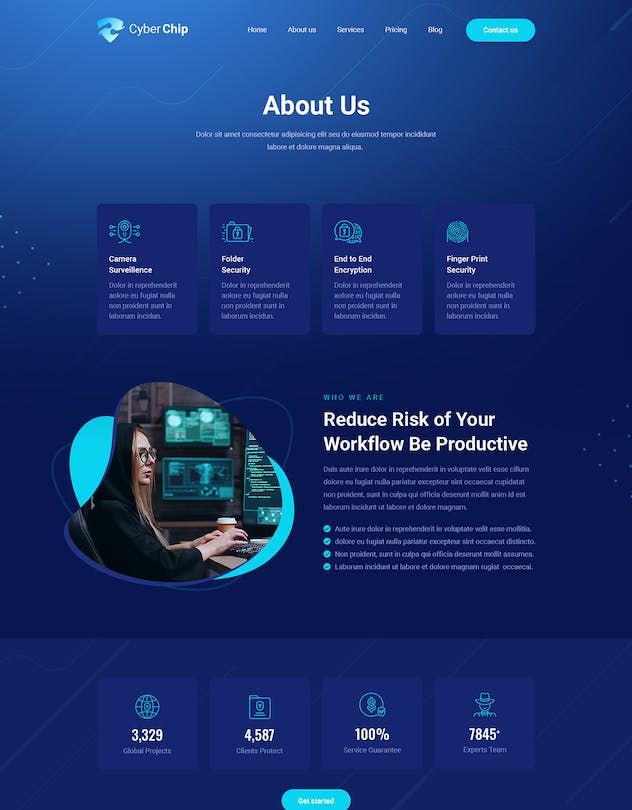 Cyber Chip
Home About us Services Pricing Blog Contact us
About Us
Dolor sit amet consectetur adipisicing elit seu do eiusmod tempor incididunt
labore et dolore magna aliqua.
Camera
Surveillence
Dolor in reprehenderit
aolore eu fugiat nulla
non proident sunt in
laborum incidun.
Folder
Security
Dolor in reprehenderit
aolore eu fugiat nulla
non proident sunt in
laborum incidun.
End to End
Encryption
Dolor in reprehenderit
aolore eu fugiat nulla
non proident sunt in
laborum incidun.
Finger Print
Security
Dolor in reprehenderit
aolore eu fugiat nulla
non proident sunt in
laborum incidun.
WHO WE ARE
Reduce Risk of Your
Workflow Be Productive
Duis aute irure dolor in reprehenderit in voluptate velit esse cillum
dolore eu fugiat nulla pariatur excepteur sint occaecat cupidatat
non proident, sunt in culpa qui officia deserunt mollit anim id est
laborum incidunt ut labore et dolore magnam.
Aute irure dolor in reprehenderit in voluptate velit esse mollitia.
dolore eu fugiat nulla pariatur excepteur sint occaecat distincto.
Non proident, sunt in culpa qui officia deserunt mollit assumea.
Laborum incidunt ut labore et dolore magnam rugiat occaecai.
3,329
Global Projects
4,587
Clients Protect
100%
Service Guarantee
7845+
Experts Team
Get started